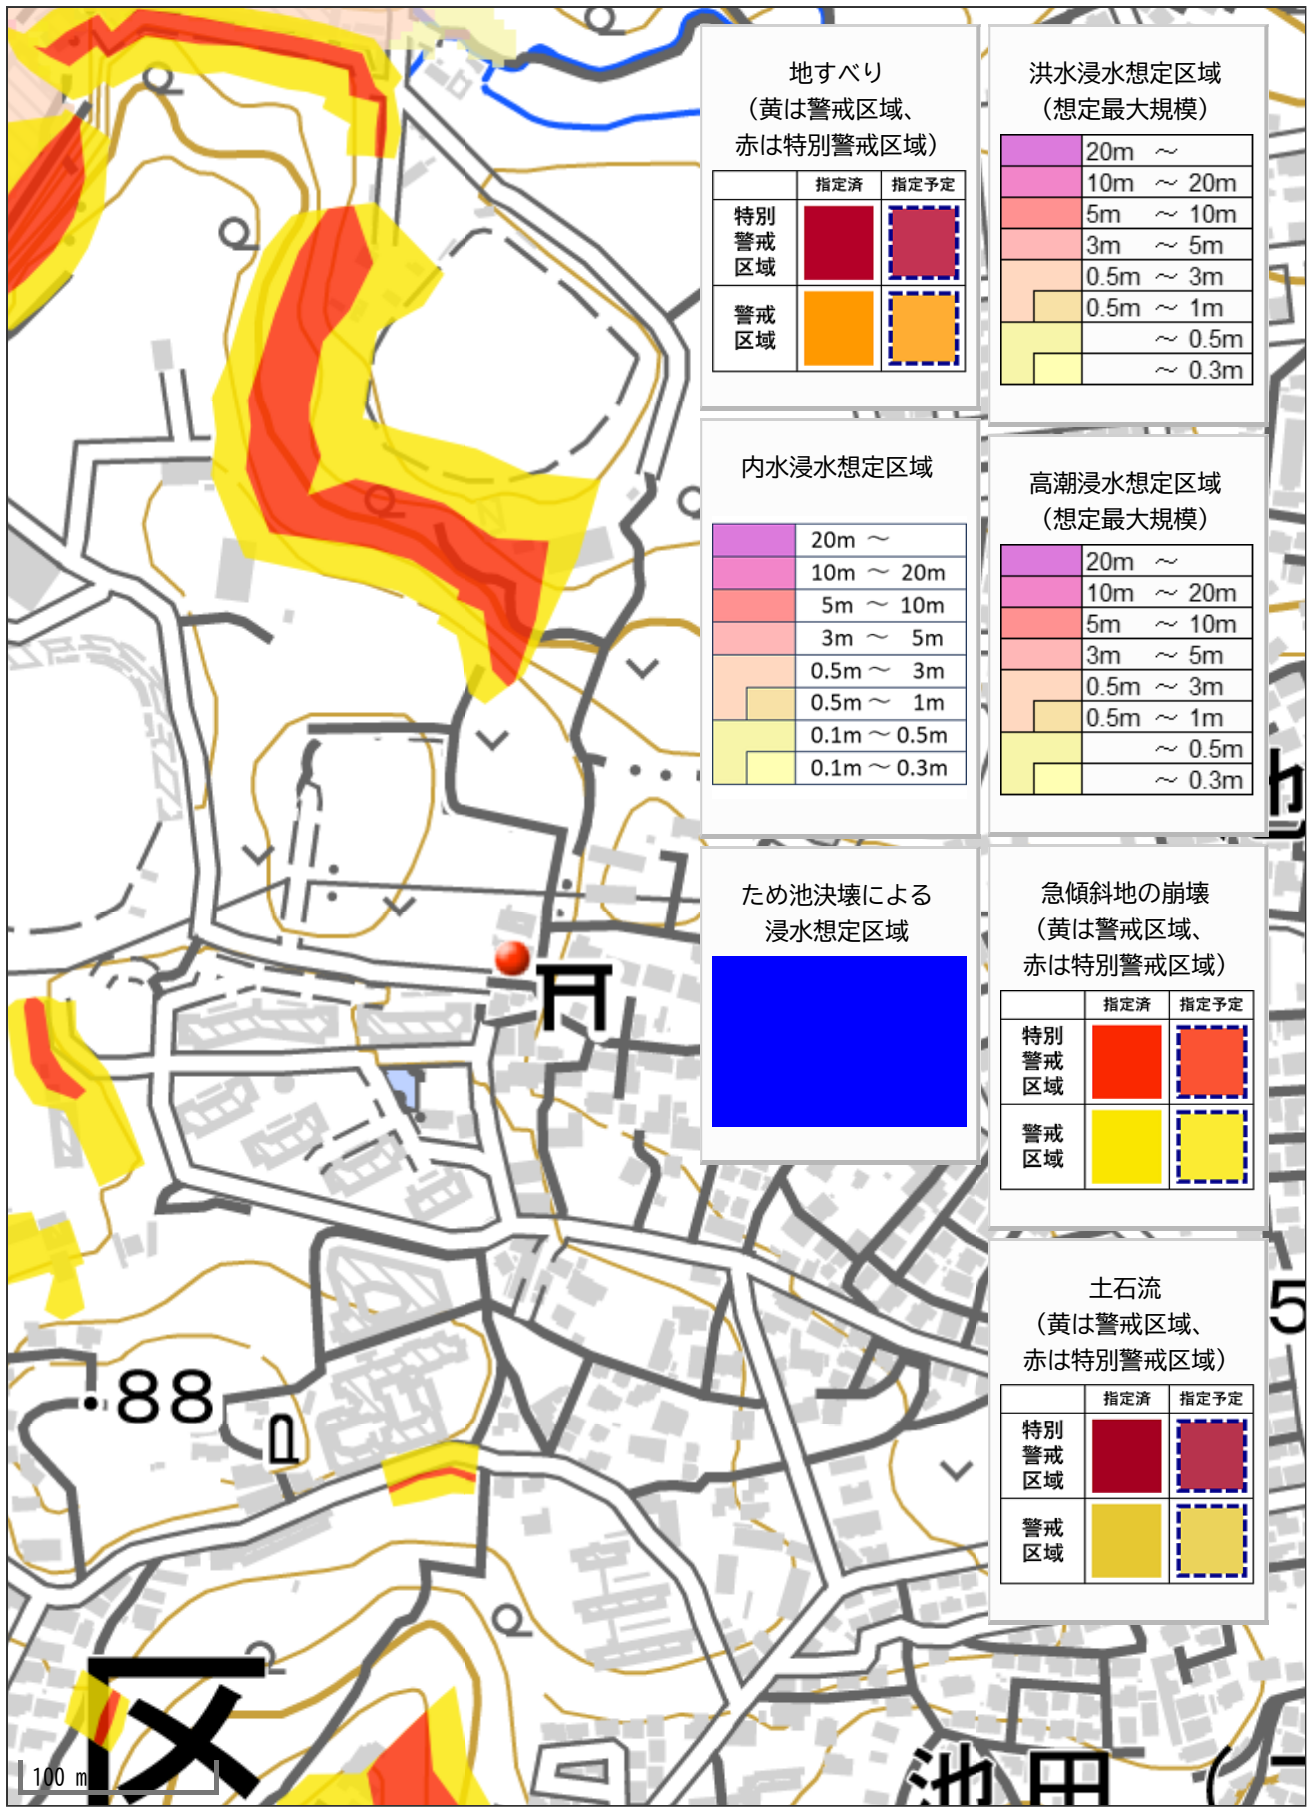 地すべり
(黄は警戒区域、
赤は特別警戒区域)
指定済 指定予定
特別
警戒
区域
警戒
区域
洪水浸水想定区域
(想定最大規模)
20m ～
10m ～ 20m
5m ～ 10m
3m ～ 5m
0.5m ～ 3m
0.5m ～ 1m
～ 0.5m
～ 0.3m
内水浸水想定区域
20m ～
10m ～ 20m
5m ～ 10m
3m ～ 5m
0.5m ～ 3m
0.5m ～ 1m
0.1m ～ 0.5m
0.1m ～ 0.3m
高潮浸水想定区域
(想定最大規模)
20m ～
10m ～ 20m
5m ～ 10m
3m ～ 5m
0.5m ～ 3m
0.5m ～ 1m
～ 0.5m
～ 0.3m
ため池決壊による
浸水想定区域
急傾斜地の崩壊
(黄は警戒区域、
赤は特別警戒区域)
指定済 指定予定
特別
警戒
区域
警戒
区域
土石流
(黄は警戒区域、
赤は特別警戒区域)
指定済 指定予定
特別
警戒
区域
警戒
区域
88
5
区
池田(
100 m